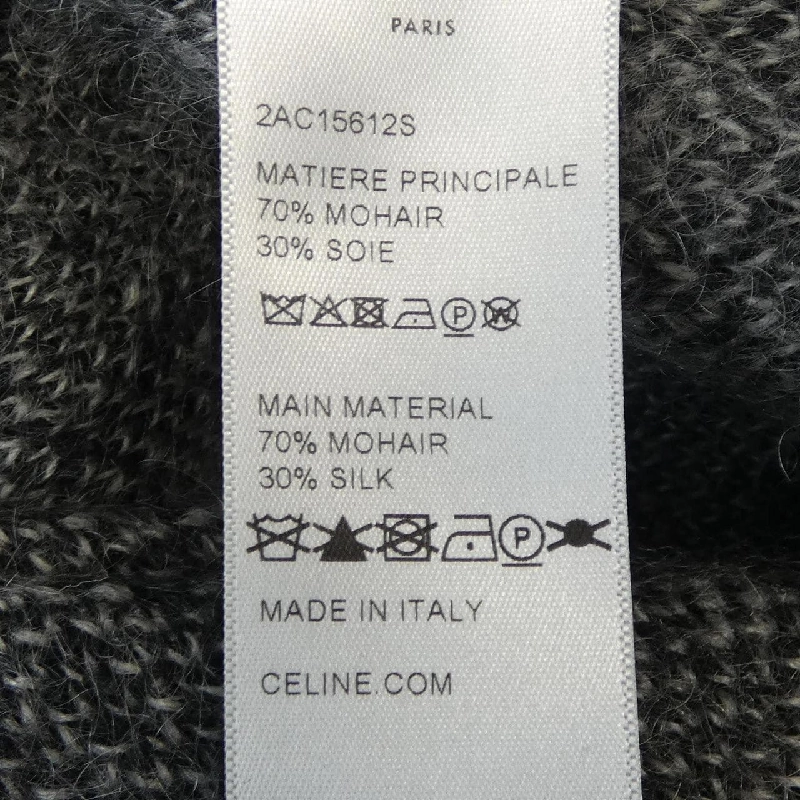 PARIS
2AC15612S
MATIERE PRINCIPALE
70% MOHAIR
30% SOIE
P W
MAIN MATERIAL
70% MOHAIR
30% SILK
P
MADE IN ITALY
CELINE.COM